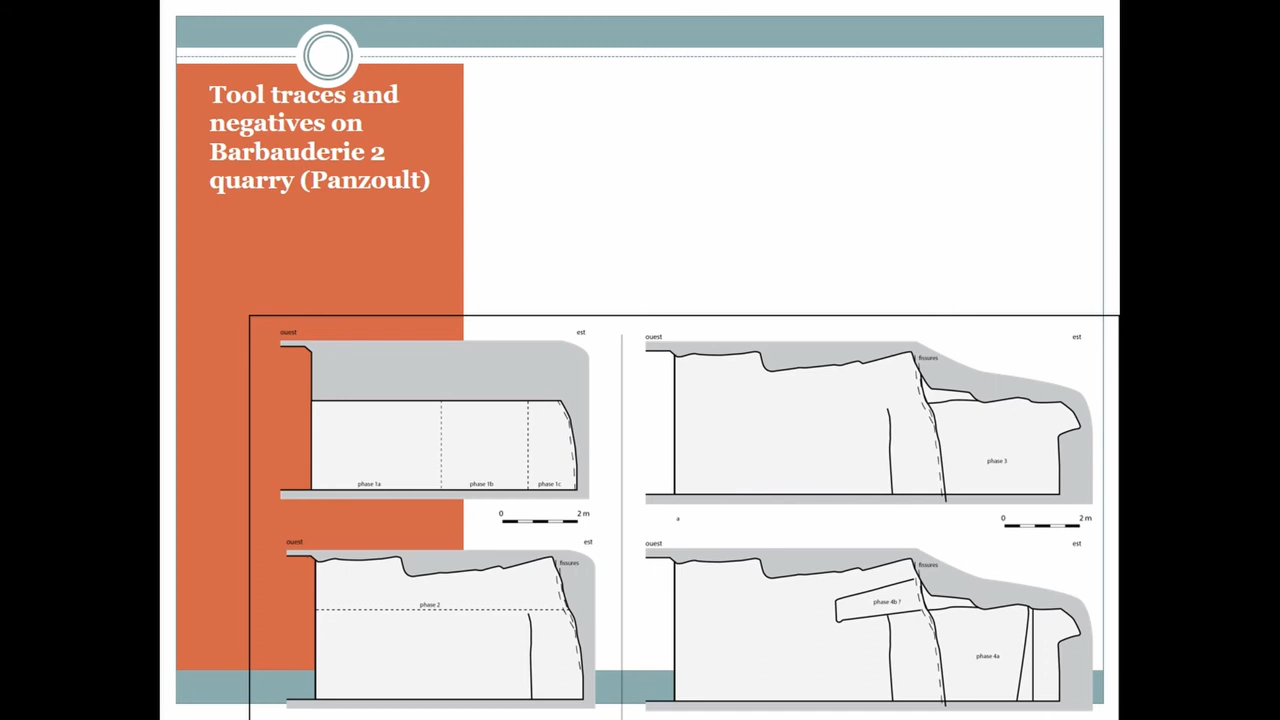 Tool traces and
negatives on
Barbauderie 2
quarry (Panzoult)
ouest est
phase 1a phase 1b phase 1c
0 2 m
ouest est
fissures
phase 3
a
0 2 m
ouest est
fissures
phase 2
ouest est
fissures
phase 4b ?
phase 4a